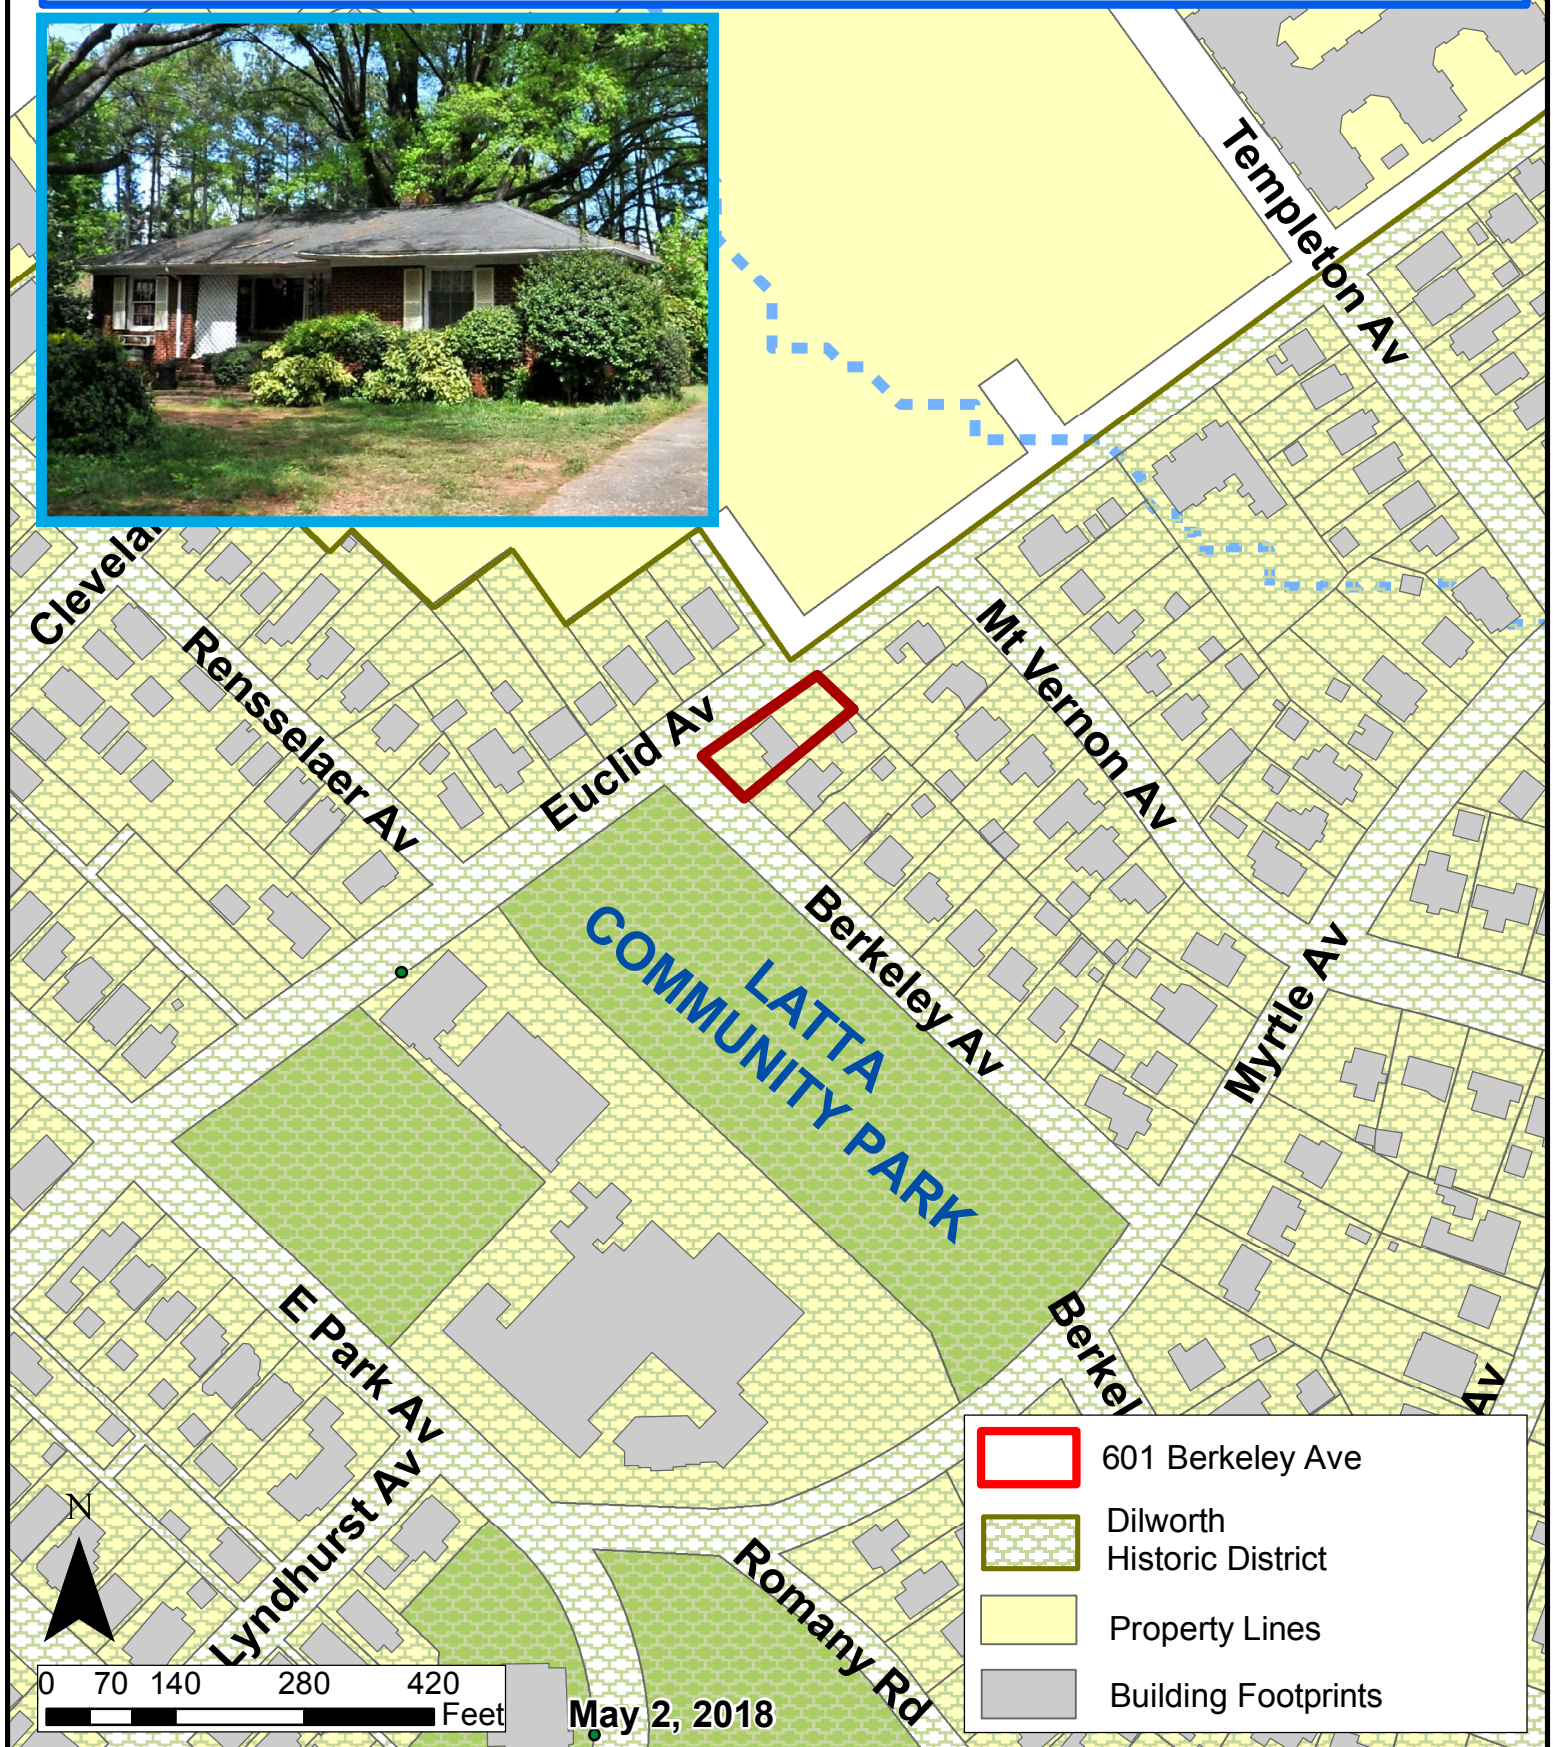 Templeton Av
Clevelan
Rensselaer Av
Euclid Av
Mt Vernon Av
Berkeley Av
Myrtle Av
LATTA
COMMUNITY PARK
E Park Av
Lyndhurst Av
Berkel
Av
Romany Rd
N
0 70 140 280 420
Feet
May 2, 2018
601 Berkeley Ave
Dilworth
Historic District
Property Lines
Building Footprints